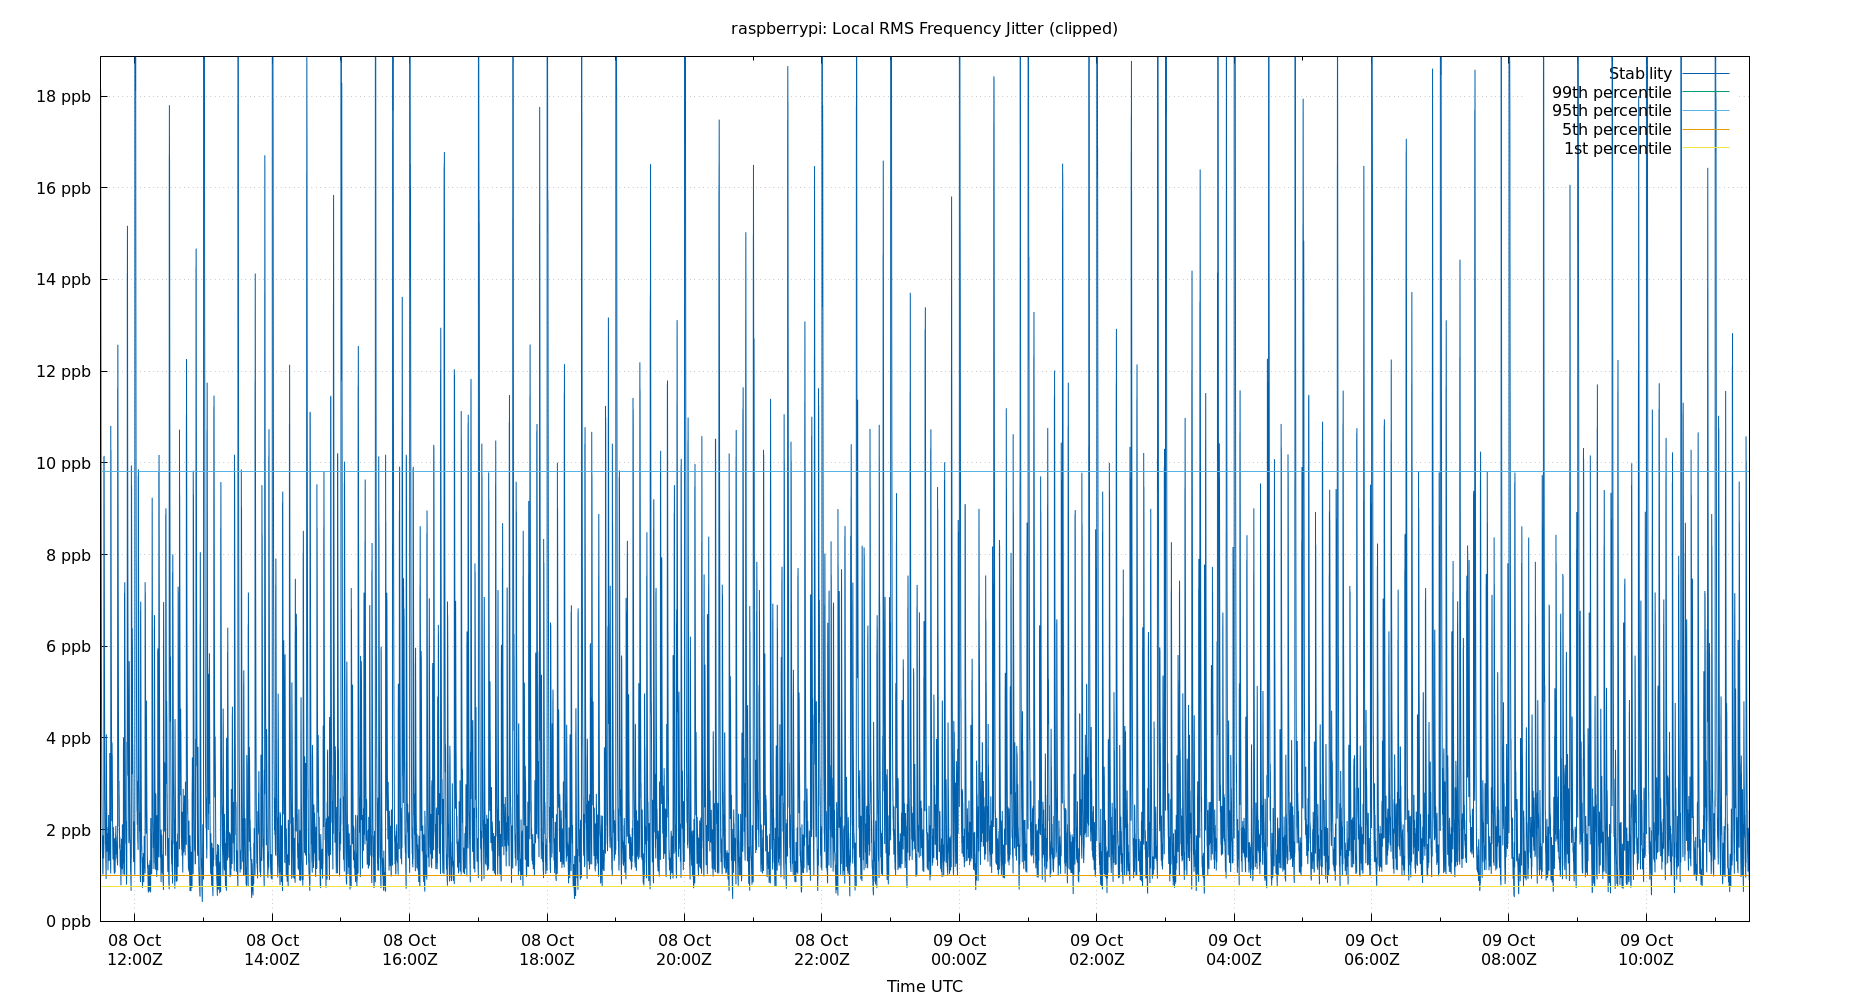 raspberrypi: Local RMS Frequency Jitter (clipped)
Stability
99th percentile
95th percentile
5th percentile
1st percentile
18 ppb
16 ppb
14 ppb
12 ppb
10 ppb
8 ppb
6 ppb
4 ppb
2 ppb
0 ppb
08 Oct 08 Oct 08 Oct 08 Oct 08 Oct 08 Oct 09 Oct 09 Oct 09 Oct 09 Oct 09 Oct 09 Oct
12:00Z 14:00Z 16:00Z 18:00Z 20:00Z 22:00Z 00:00Z 02:00Z 04:00Z 06:00Z 08:00Z 10:00Z
Time UTC